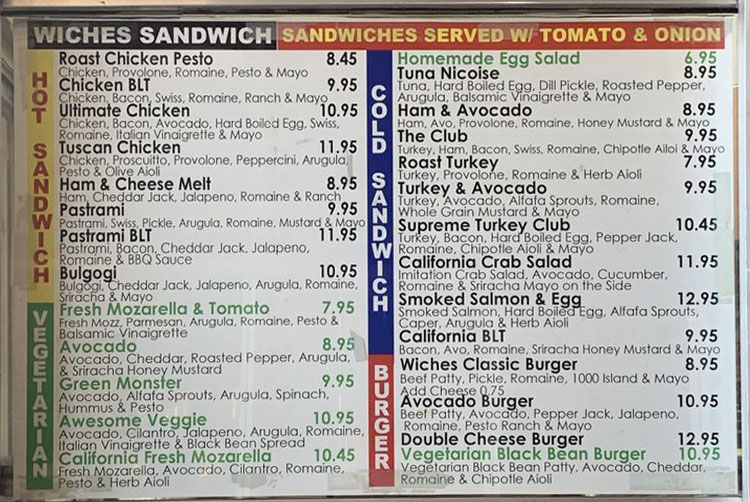 WICHES SANDWICH SANDWICHES SERVED W/ TOMATO & ONION
HOT SANDWICH
Roast Chicken Pesto 8.45
Chicken, Provolone, Romaine, Pesto & Mayo
Chicken BLT 9.95
Chicken, Bacon, Swiss, Romaine, Ranch & Mayo
Ultimate Chicken 10.95
Chicken, Bacon, Avocado, Hard Boiled Egg, Swiss,
Romaine, Italian Vinaigrette & Mayo
Tuscan Chicken 11.95
Chicken, Proscuitto, Provolone, Peppercini, Arugula,
Pesto & Olive Aioli
Ham & Cheese Melt 8.95
Ham, Cheddar Jack, Jalapeno, Romaine & Ranch
Pastrami 9.95
Pastrami, Swiss, Pickle, Arugula, Romaine, Mustard & Mayo
Pastrami BLT 11.95
Pastrami, Bacon, Cheddar Jack, Jalapeno,
Romaine & BBQ Sauce
Bulgogi 10.95
Bulgogi, Cheddar Jack, Jalapeno, Arugula, Romaine,
Sriracha & Mayo
VEGETARIAN
Fresh Mozarella & Tomato 7.95
Fresh Mozz, Parmesan, Arugula, Romaine, Pesto &
Balsamic Vinaigrette
Avocado 8.95
Avocado, Cheddar, Roasted Pepper, Arugula,
& Sriracha Honey Mustard
Green Monster 9.95
Avocado, Alfafa Sprouts, Arugula, Spinach,
Hummus & Pesto
Awesome Veggie 10.95
Avocado, Cilantro, Jalapeno, Arugula, Romaine,
Italian Vinaigrette & Black Bean Spread
California Fresh Mozarella 10.45
Fresh Mozarella, Avocado, Cilantro, Romaine,
Pesto & Herb Aioli
COLD SANDWICH
Homemade Egg Salad 6.95
Tuna Nicoise 8.95
Tuna, Hard Boiled Egg, Dill Pickle, Roasted Pepper,
Arugula, Balsamic Vinaigrette & Mayo
Ham & Avocado 8.95
Ham, Avo, Provolone, Romaine, Honey Mustard & Mayo
The Club 9.95
Turkey, Ham, Bacon, Swiss, Romaine, Chipotle Ailoi & Mayo
Roast Turkey 7.95
Turkey, Provolone, Romaine & Herb Aioli
Turkey & Avocado 9.95
Turkey, Avocado, Alfafa Sprouts, Romaine,
Whole Grain Mustard & Mayo
Supreme Turkey Club 10.45
Turkey, Bacon, Hard Boiled Egg, Pepper Jack,
Romaine, Chipotle Aioli & Mayo
California Crab Salad 11.95
Imitation Crab Salad, Avocado, Cucumber,
Romaine & Sriracha Mayo on the Side
Smoked Salmon & Egg 12.95
Smoked Salmon, Hard Boiled Egg, Alfafa Sprouts,
Caper, Arugula & Herb Aioli
California BLT 9.95
Bacon, Avo, Romaine, Sriracha Honey Mustard & Mayo
BURGER
Wiches Classic Burger 8.95
Beef Patty, Pickle, Romaine, 1000 Island & Mayo
Add Cheese 0.75
Avocado Burger 10.95
Beef Patty, Avocado, Pepper Jack, Jalapeno,
Romaine, Pesto Ranch & Mayo
Double Cheese Burger 12.95
Vegetarian Black Bean Burger 10.95
Vegetarian Black Bean Patty, Avocado, Cheddar,
Romaine & Chipotle Aioli